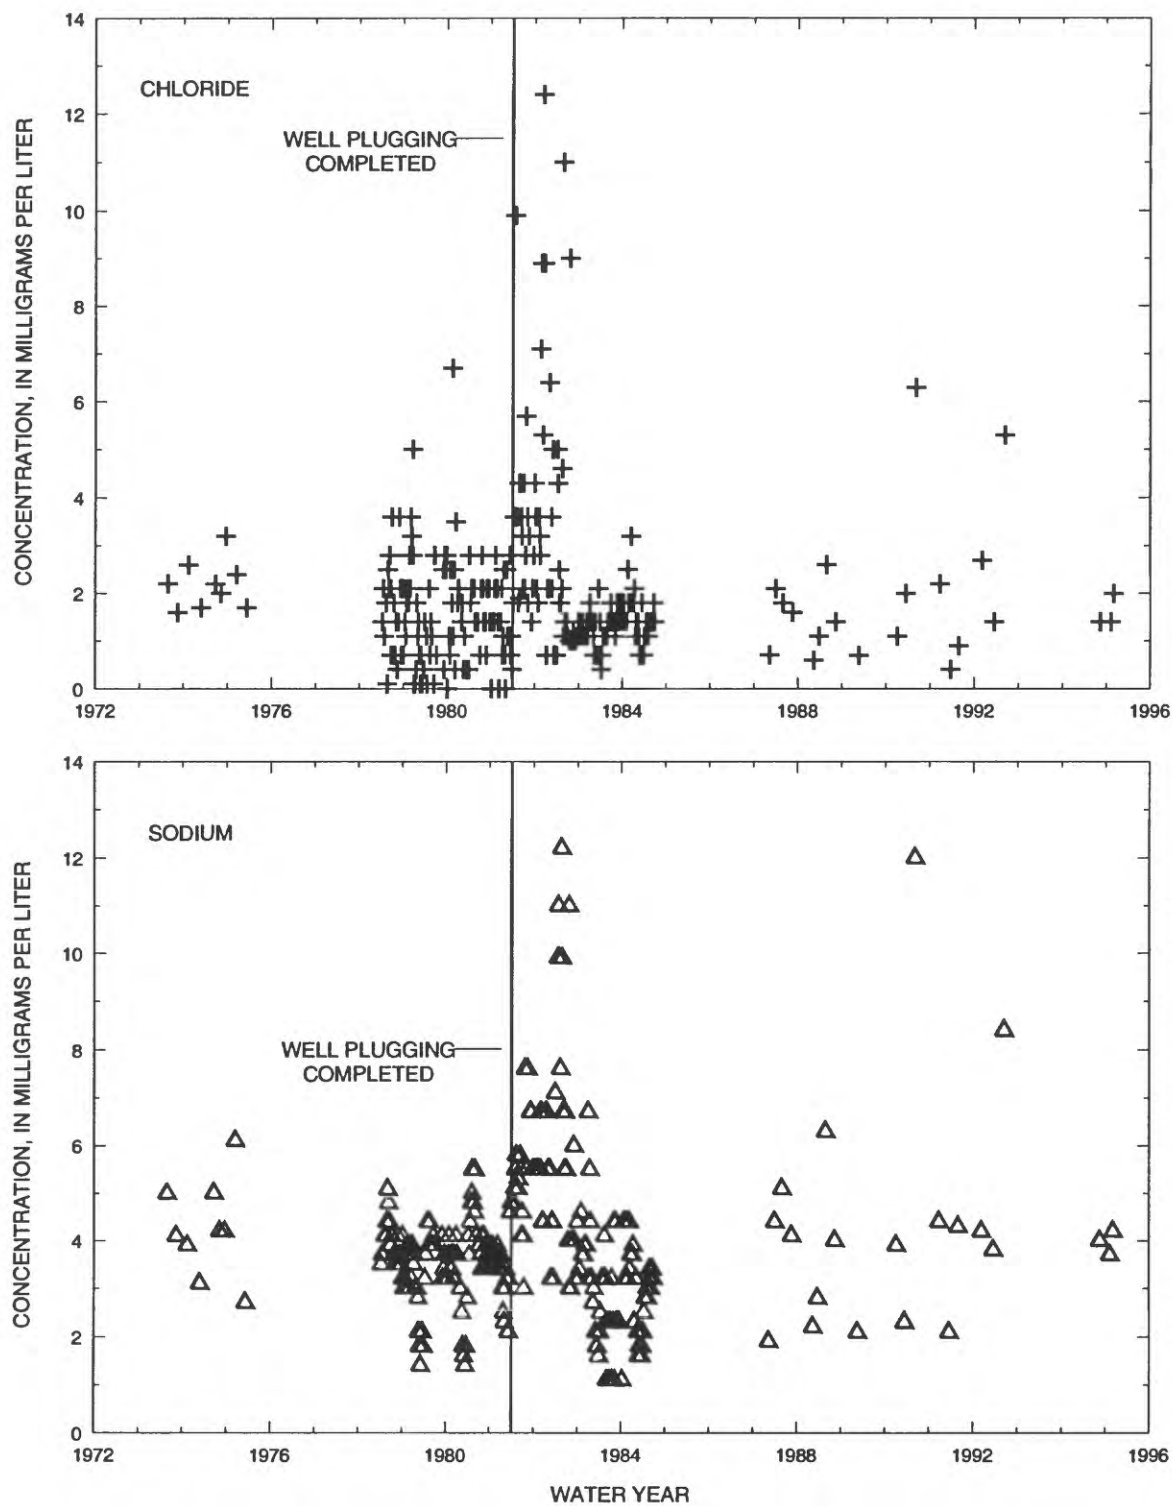 14
12
10
8
6
4
2
0
CONCENTRATION, IN MILLIGRAMS PER LITER
CHLORIDE
WELL PLUGGING
COMPLETED
1972 1976 1980 1984 1988 1992 1996
14
12
10
8
6
4
2
0
CONCENTRATION, IN MILLIGRAMS PER LITER
SODIUM
WELL PLUGGING
COMPLETED
1972 1976 1980 1984 1988 1992 1996
WATER YEAR